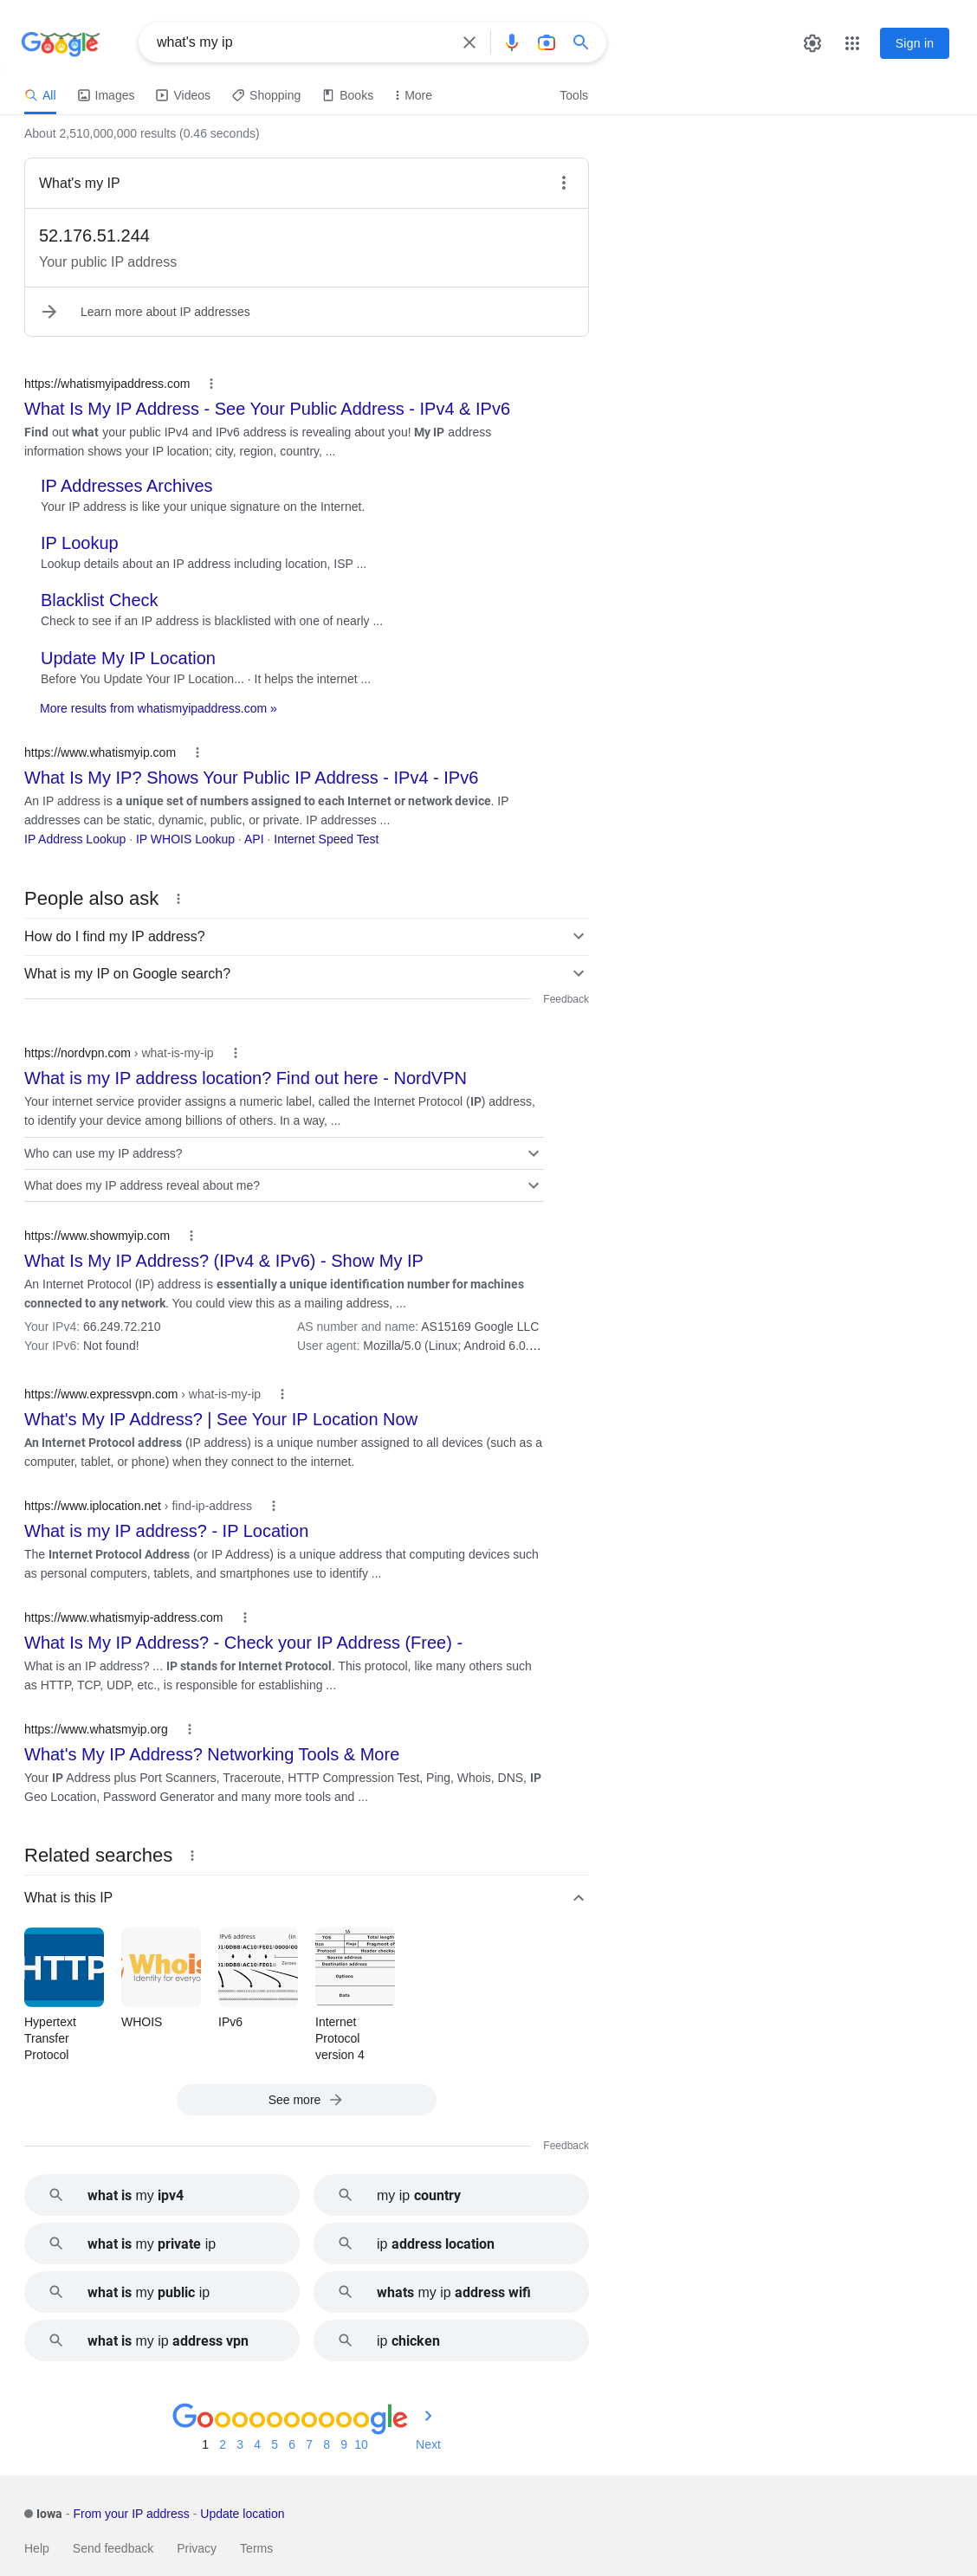 Google
what's my ip
Sign in
All Images Videos Shopping Books More Tools
About 2,510,000,000 results (0.46 seconds)
What's my IP
52.176.51.244
Your public IP address
Learn more about IP addresses
https://whatismyipaddress.com
What Is My IP Address - See Your Public Address - IPv4 & IPv6
Find out what your public IPv4 and IPv6 address is revealing about you! My IP address
information shows your IP location; city, region, country, ...
IP Addresses Archives
Your IP address is like your unique signature on the Internet.
IP Lookup
Lookup details about an IP address including location, ISP ...
Blacklist Check
Check to see if an IP address is blacklisted with one of nearly ...
Update My IP Location
Before You Update Your IP Location... · It helps the internet ...
More results from whatismyipaddress.com »
https://www.whatismyip.com
What Is My IP? Shows Your Public IP Address - IPv4 - IPv6
An IP address is a unique set of numbers assigned to each Internet or network device. IP
addresses can be static, dynamic, public, or private. IP addresses ...
IP Address Lookup · IP WHOIS Lookup · API · Internet Speed Test
People also ask
How do I find my IP address?
What is my IP on Google search?
Feedback
https://nordvpn.com › what-is-my-ip
What is my IP address location? Find out here - NordVPN
Your internet service provider assigns a numeric label, called the Internet Protocol (IP) address,
to identify your device among billions of others. In a way, ...
Who can use my IP address?
What does my IP address reveal about me?
https://www.showmyip.com
What Is My IP Address? (IPv4 & IPv6) - Show My IP
An Internet Protocol (IP) address is essentially a unique identification number for machines
connected to any network. You could view this as a mailing address, ...
Your IPv4: 66.249.72.210 AS number and name: AS15169 Google LLC
Your IPv6: Not found! User agent: Mozilla/5.0 (Linux; Android 6.0....
https://www.expressvpn.com › what-is-my-ip
What's My IP Address? | See Your IP Location Now
An Internet Protocol address (IP address) is a unique number assigned to all devices (such as a
computer, tablet, or phone) when they connect to the internet.
https://www.iplocation.net › find-ip-address
What is my IP address? - IP Location
The Internet Protocol Address (or IP Address) is a unique address that computing devices such
as personal computers, tablets, and smartphones use to identify ...
https://www.whatismyip-address.com
What Is My IP Address? - Check your IP Address (Free) -
What is an IP address? ... IP stands for Internet Protocol. This protocol, like many others such
as HTTP, TCP, UDP, etc., is responsible for establishing ...
https://www.whatsmyip.org
What's My IP Address? Networking Tools & More
Your IP Address plus Port Scanners, Traceroute, HTTP Compression Test, Ping, Whois, DNS, IP
Geo Location, Password Generator and many more tools and ...
Related searches
What is this IP
HTTP
Whois
Identity for everyo
IPv6 address (in
Zeroes
TOS Total length
Flags Fragment of
Protocol Header checks
Source address
Destination address
Options
Data
Hypertext
Transfer
Protocol
WHOIS
IPv6
Internet
Protocol
version 4
See more
Feedback
what is my ipv4
my ip country
what is my private ip
ip address location
what is my public ip
whats my ip address wifi
what is my ip address vpn
ip chicken
Goooooooooogle
1 2 3 4 5 6 7 8 9 10 Next
Iowa - From your IP address - Update location
Help Send feedback Privacy Terms